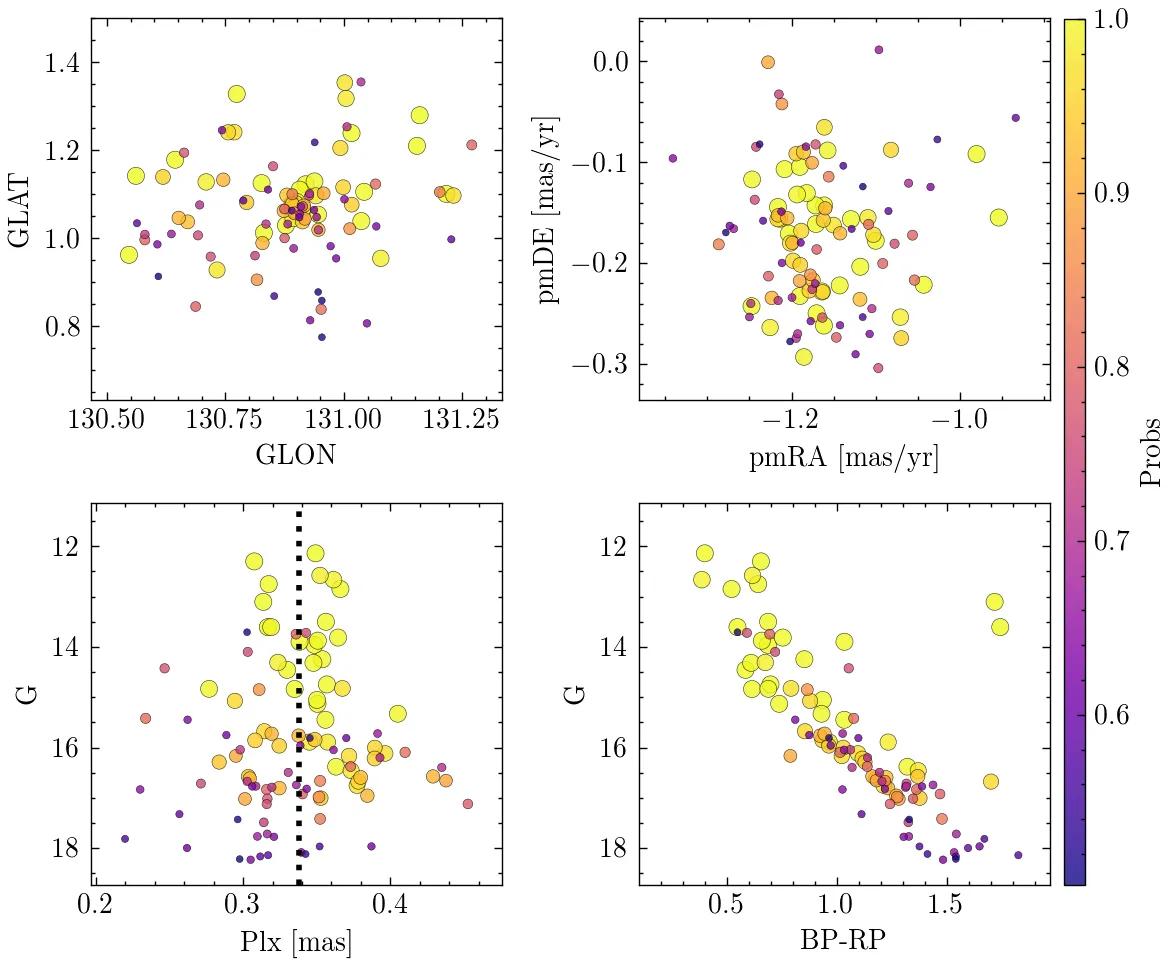 1.4
1.2
1.0
0.8
GLAT
130.50 130.75 131.00 131.25
GLON
0.0
−0.1
−0.2
−0.3
pmDE [mas/yr]
−1.2 −1.0
pmRA [mas/yr]
1.0
0.9
0.8
0.7
0.6
Probs
12
14
16
18
G
0.2 0.3 0.4
Plx [mas]
12
14
16
18
G
0.5 1.0 1.5
BP-RP